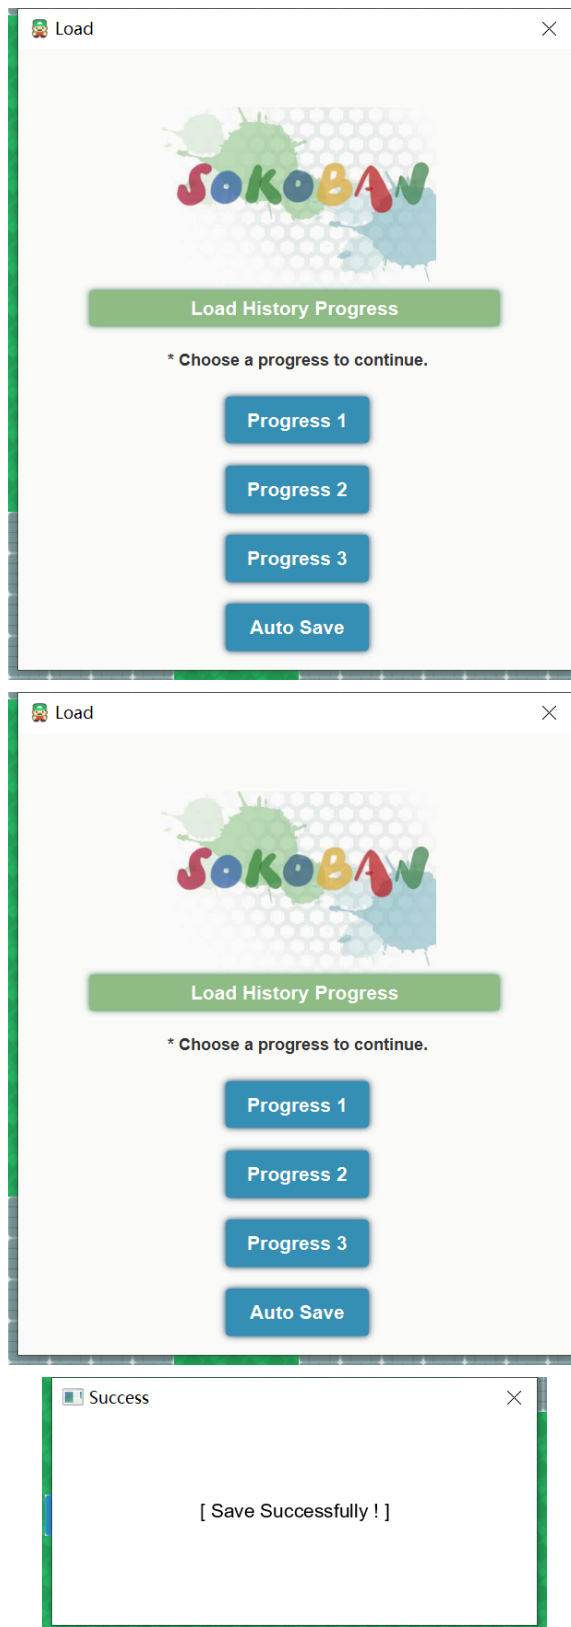 Load
SOKOBAN
Load History Progress
* Choose a progress to continue.
Progress 1
Progress 2
Progress 3
Auto Save
Load
SOKOBAN
Load History Progress
* Choose a progress to continue.
Progress 1
Progress 2
Progress 3
Auto Save
Success
[ Save Successfully ! ]